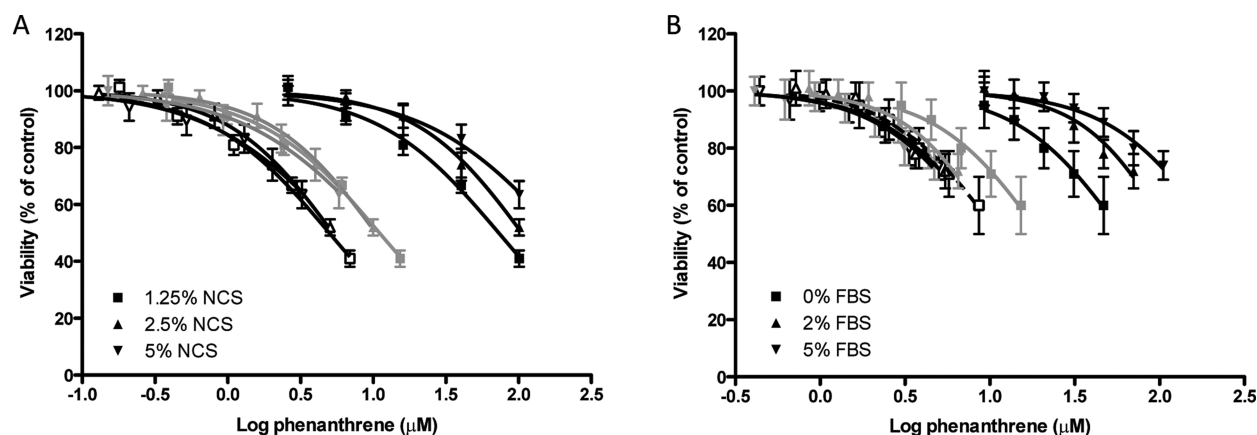 A
120
100
80
60
40
20
0
Viability (% of control)
1.25% NCS
2.5% NCS
5% NCS
-1.0 -0.5 0.0 0.5 1.0 1.5 2.0 2.5
Log phenanthrene (μM)
B
120
100
80
60
40
20
0
Viability (% of control)
0% FBS
2% FBS
5% FBS
-0.5 0.0 0.5 1.0 1.5 2.0 2.5
Log phenanthrene (μM)